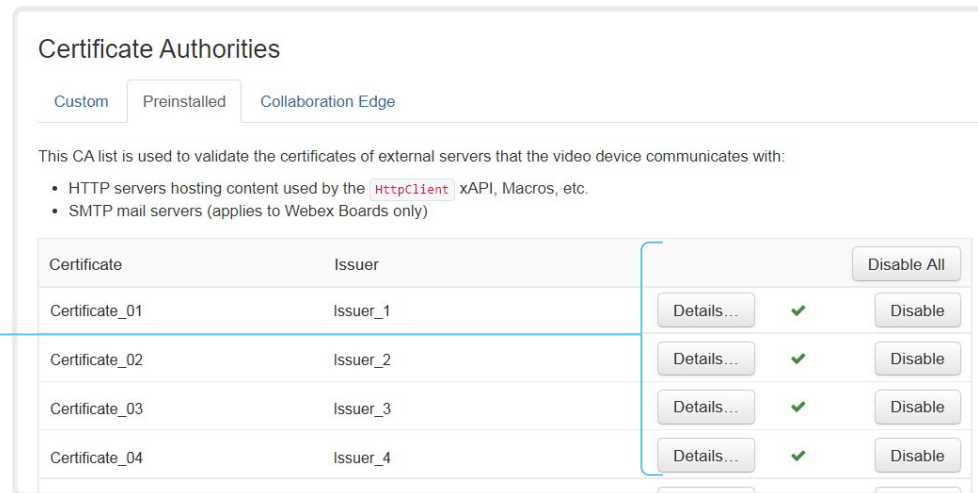 Certificate Authorities
Custom Preinstalled Collaboration Edge
This CA list is used to validate the certificates of external servers that the video device communicates with:
• HTTP servers hosting content used by the HttpClient xAPI, Macros, etc.
• SMTP mail servers (applies to Webex Boards only)
Certificate Issuer Disable All
Certificate_01 Issuer_1 Details... Disable
Certificate_02 Issuer_2 Details... Disable
Certificate_03 Issuer_3 Details... Disable
Certificate_04 Issuer_4 Details... Disable